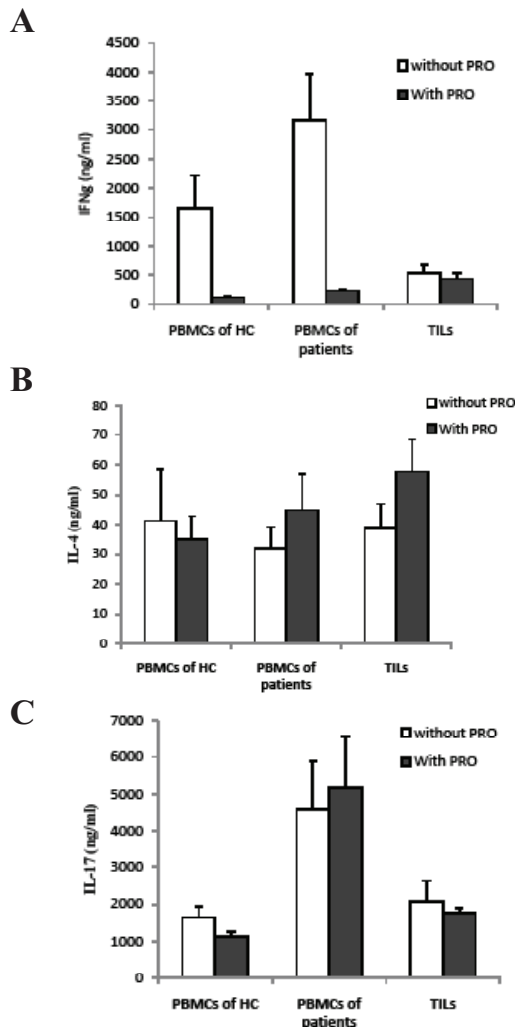 A
4500
4000
3500
3000
2500
2000
1500
1000
500
0
IFNg (ng/ml)
without PRO
With PRO
PBMCs of HC
PBMCs of
patients
TILs
B
80
70
60
50
40
30
20
10
0
IL-4 (ng/ml)
without PRO
With PRO
PBMCs of HC
PBMCs of
patients
TILs
C
7000
6000
5000
4000
3000
2000
1000
0
IL-17 (ng/ml)
without PRO
With PRO
PBMCs of HC
PBMCs of
patients
TILs